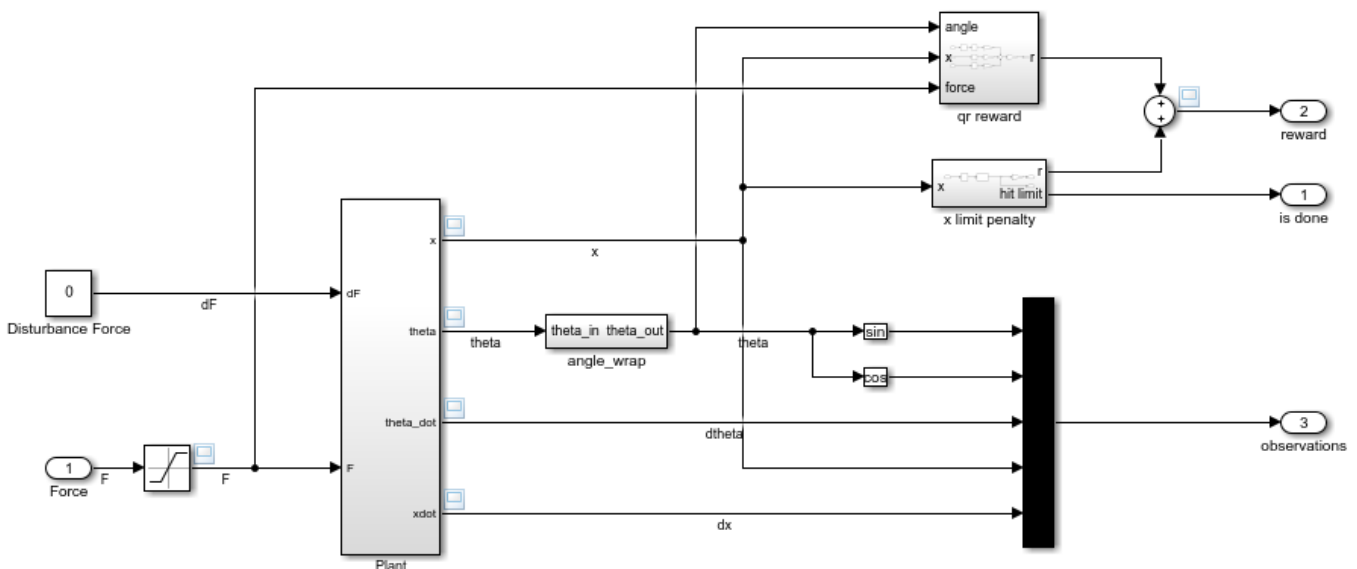 angle
x
r
force
qr reward
+
+
2
reward
x
r
hit limit
x limit penalty
1
is done
x
x
0
dF
dF
Disturbance Force
theta
theta
theta_in theta_out
theta
sin
angle_wrap
cos
theta_dot
dtheta
3
observations
1
F
F
F
Force
xdot
dx
Plant